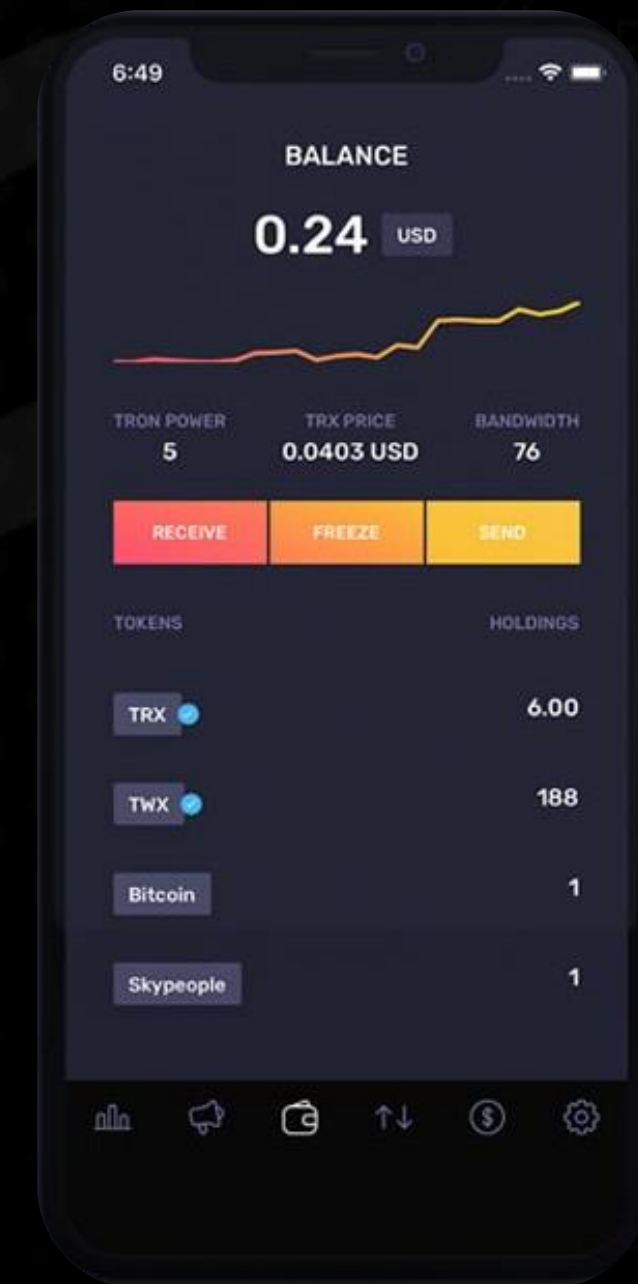 6:49
BALANCE
0.24 USD
TRON POWER TRX PRICE BANDWIDTH
5 0.0403 USD 76
RECEIVE FREEZE SEND
TOKENS HOLDINGS
TRX 6.00
TWX 188
Bitcoin 1
Skypeople 1